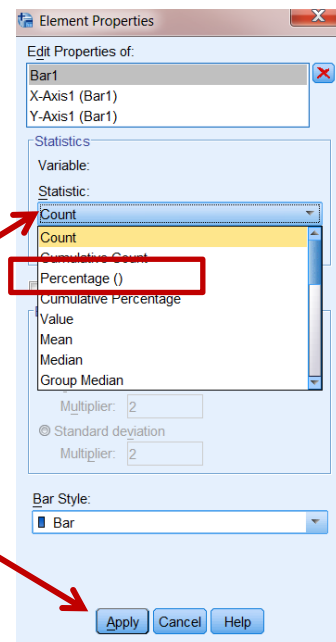 Element Properties
Edit Properties of:
Bar1
X-Axis1 (Bar1)
Y-Axis1 (Bar1)
Statistics
Variable:
Statistic:
Count
Count
Cumulative Count
Percentage ()
Cumulative Percentage
Value
Mean
Median
Group Median
Multiplier: 2
Standard deviation
Multiplier: 2
Bar Style:
Bar
Apply Cancel Help